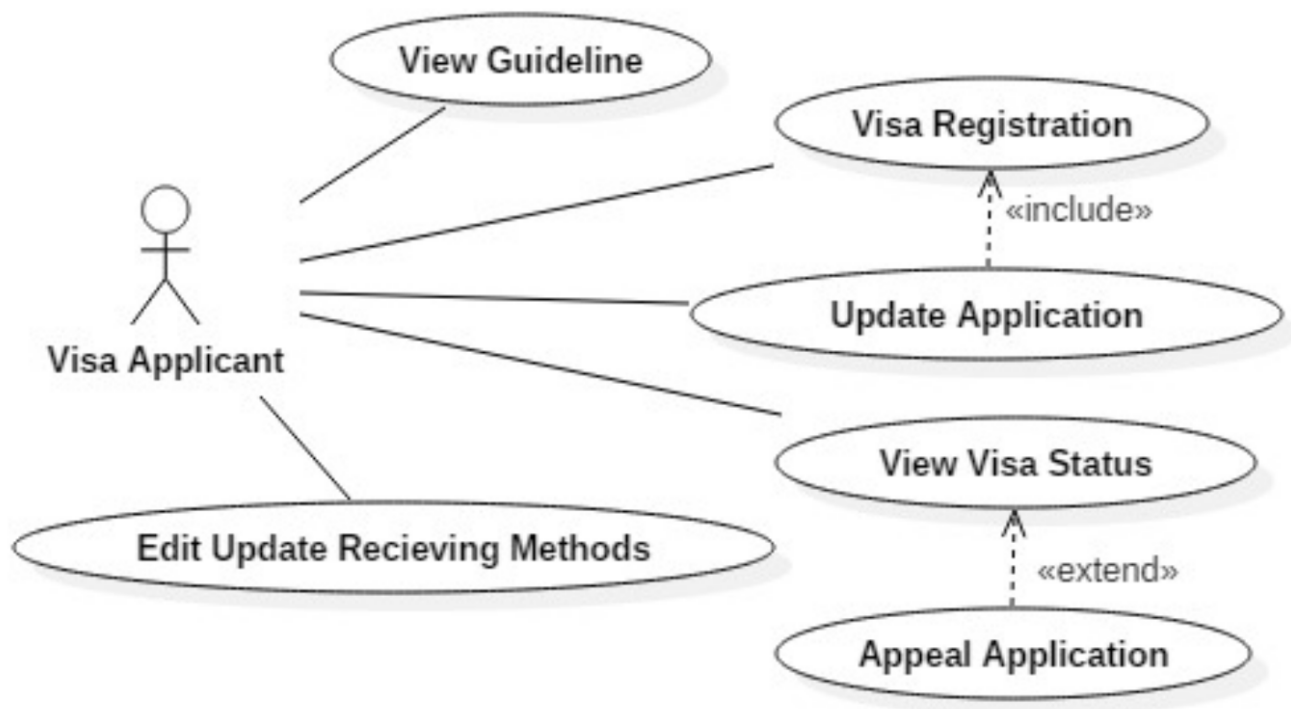 View Guideline
Visa Registration
«include»
Update Application
Visa Applicant
View Visa Status
Edit Update Recieving Methods
«extend»
Appeal Application